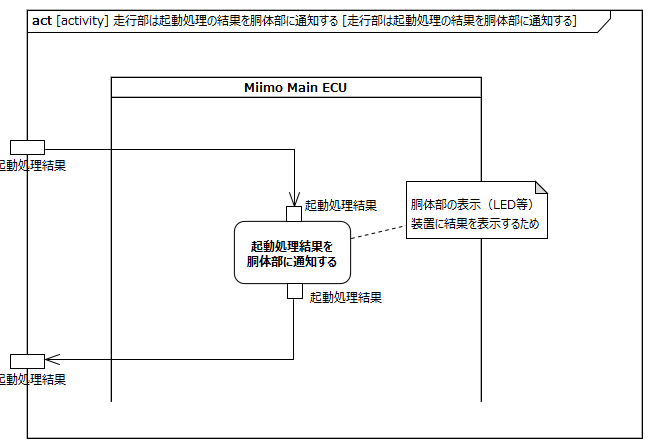 act [activity] 走行部は起動処理の結果を胴体部に通知する [走行部は起動処理の結果を胴体部に通知する]
Miimo Main ECU
起動処理結果
起動処理結果
胴体部の表示（LED等）
装置に結果を表示するため
起動処理結果を
胴体部に通知する
起動処理結果
起動処理結果